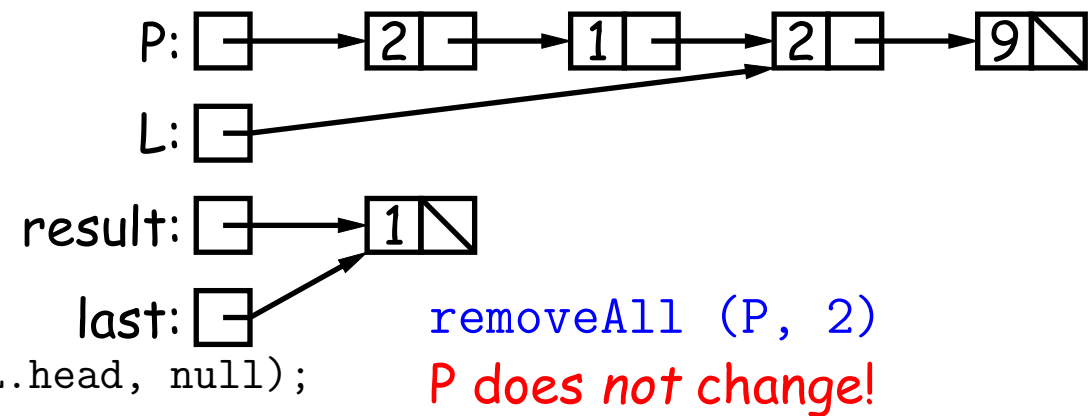 P: 2 1 2 9
L:
result: 1
last: removeAll (P, 2)
.head, null); P does not change!